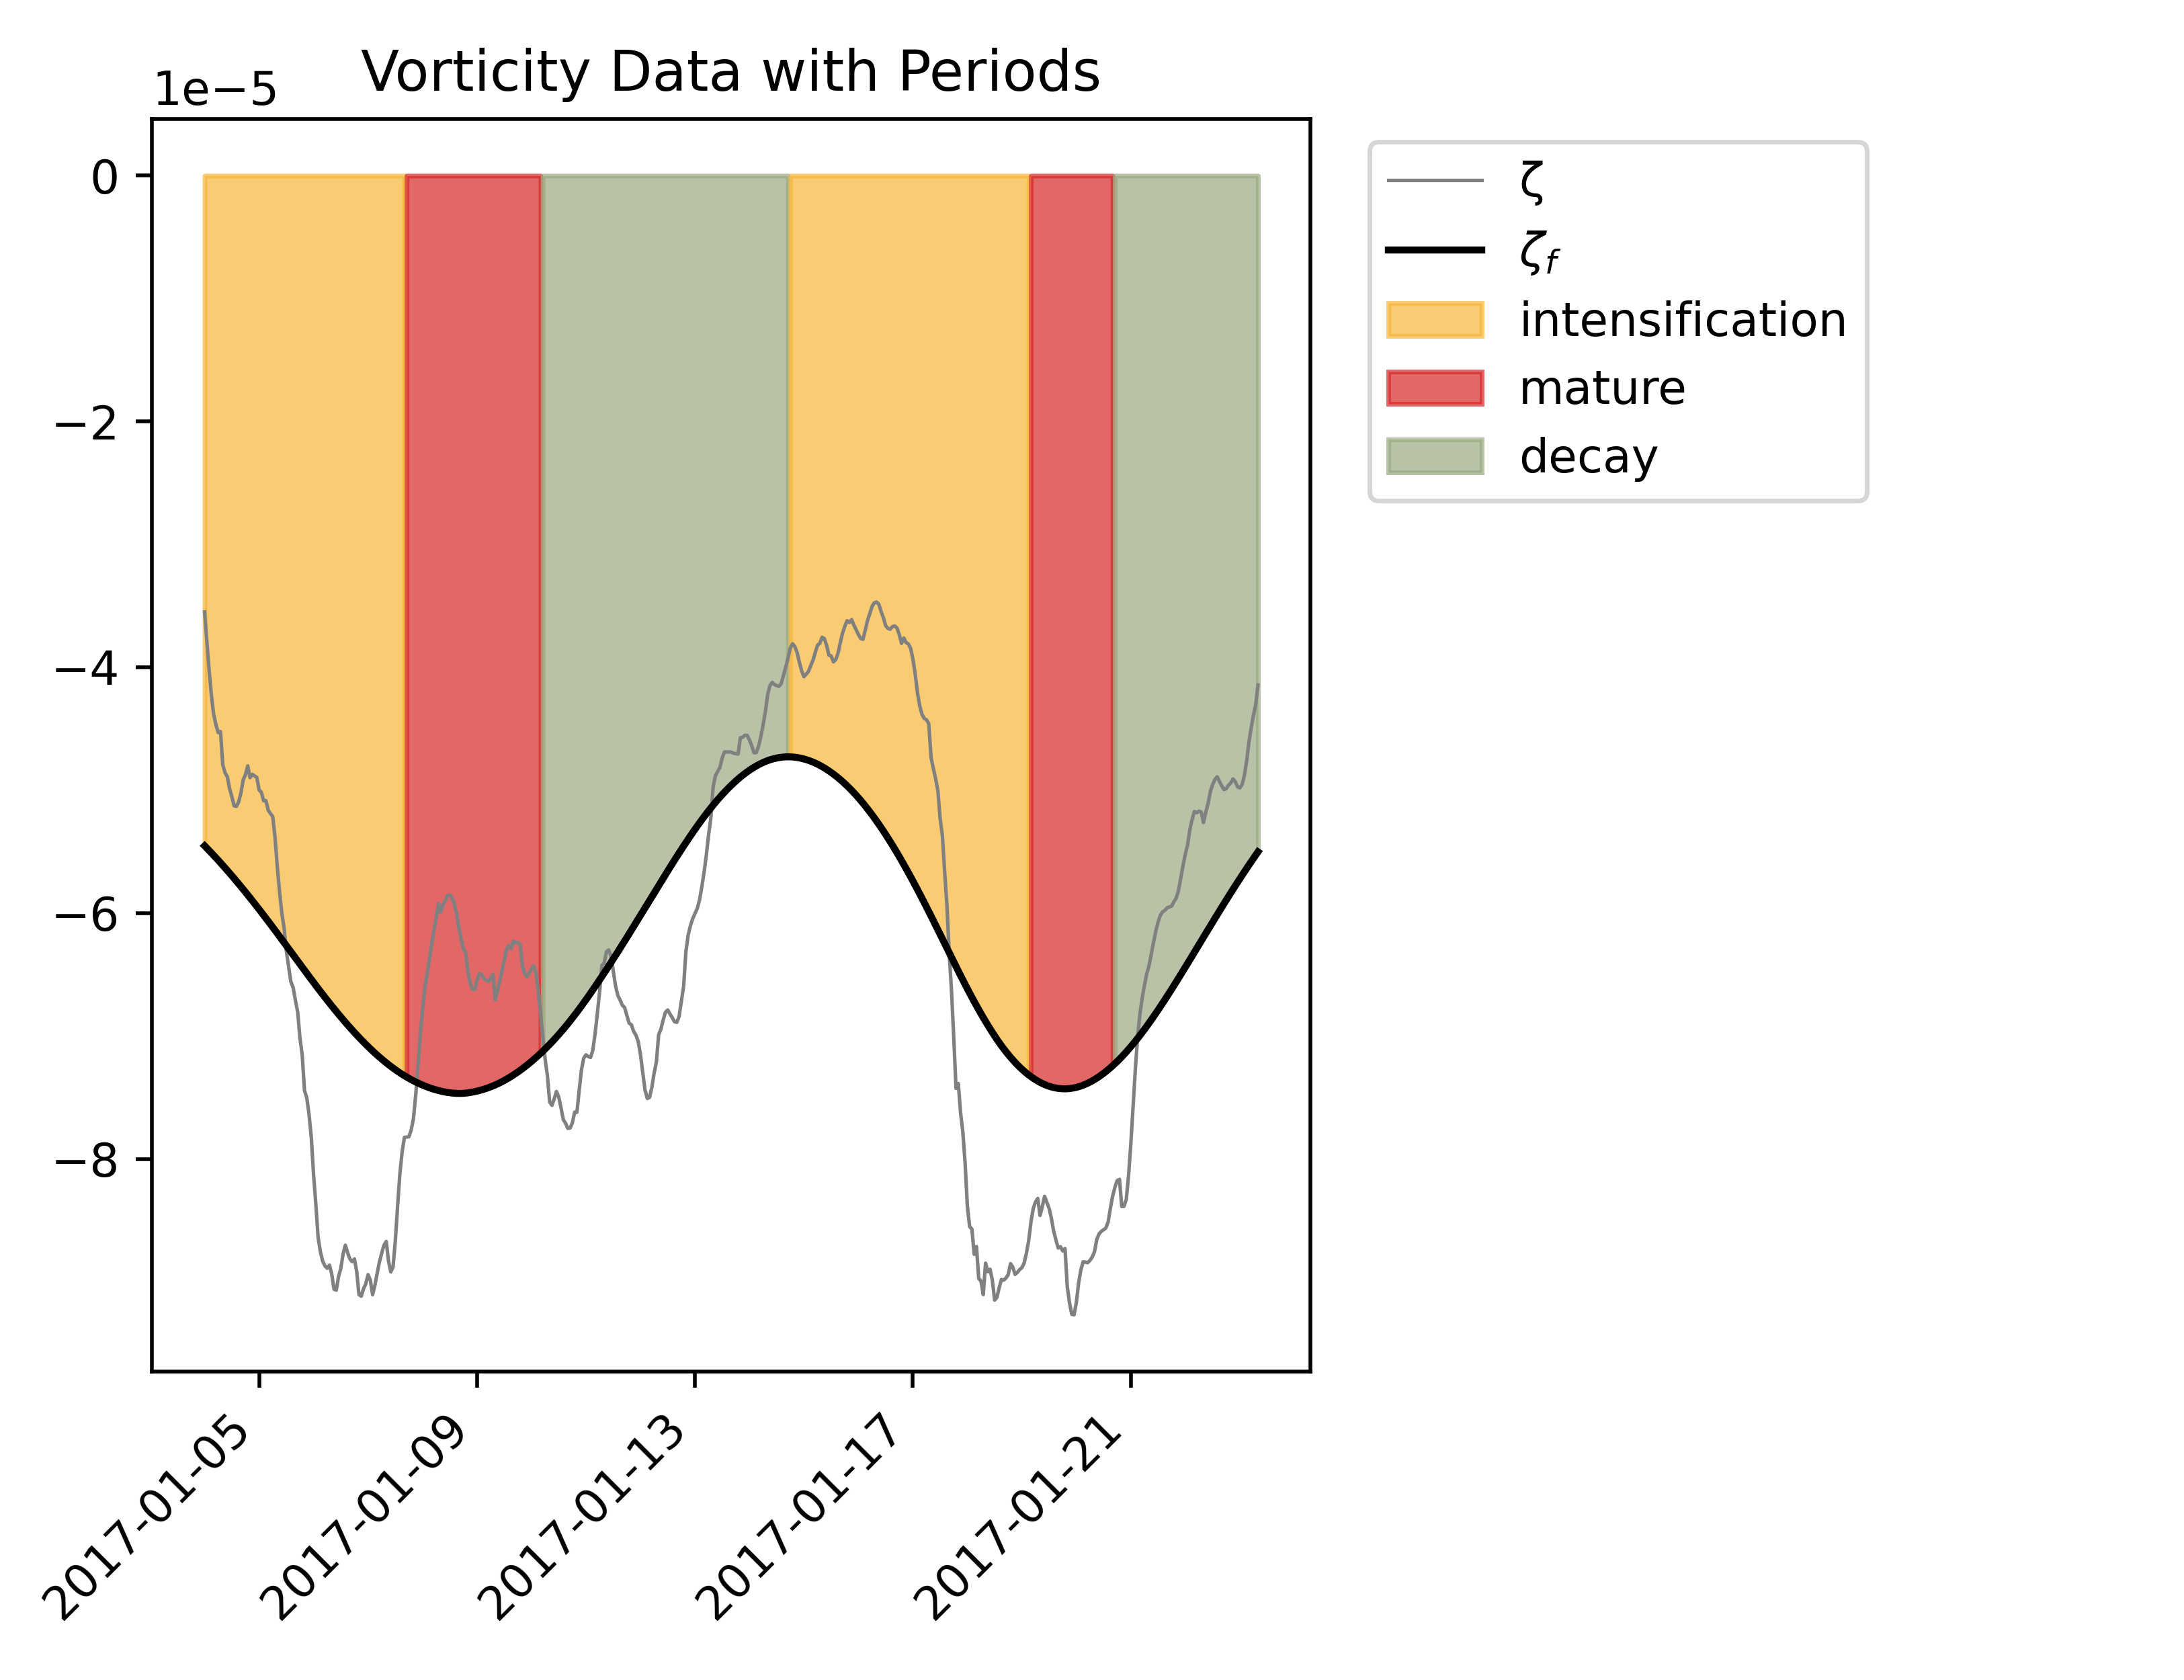 Vorticity Data with Periods
1e−5
0
−2
−4
−6
−8
2017-01-05
2017-01-09
2017-01-13
2017-01-17
2017-01-21
ζ
ζf
intensification
mature
decay